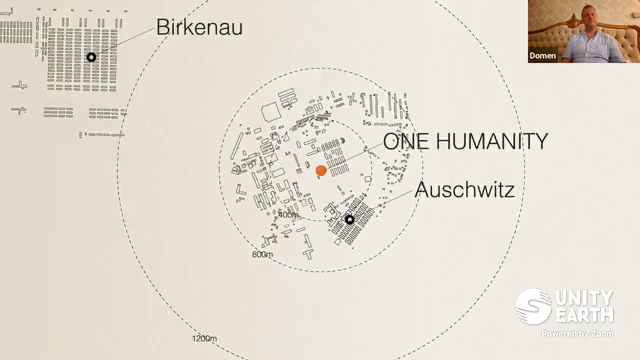 Birkenau
Domen
ONE HUMANITY
Auschwitz
400m
800m
UNITY
EARTH
Powered by Zoom
1200m